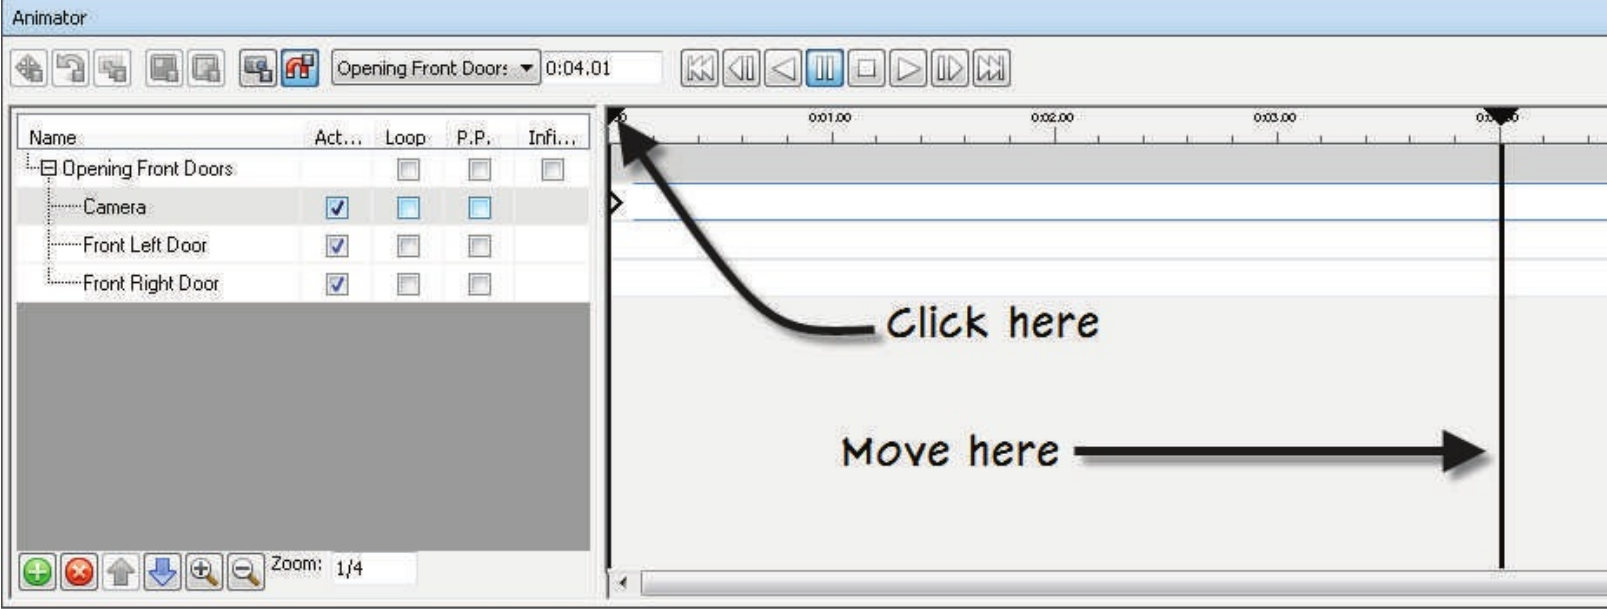 Animator
Opening Front Doors 0:04.01
Name Act... Loop P.P. Infi...
0:01.00 0:02.00 0:03.00
Opening Front Doors
Camera
Front Left Door
Front Right Door
Click here
Move here
Zoom: 1/4